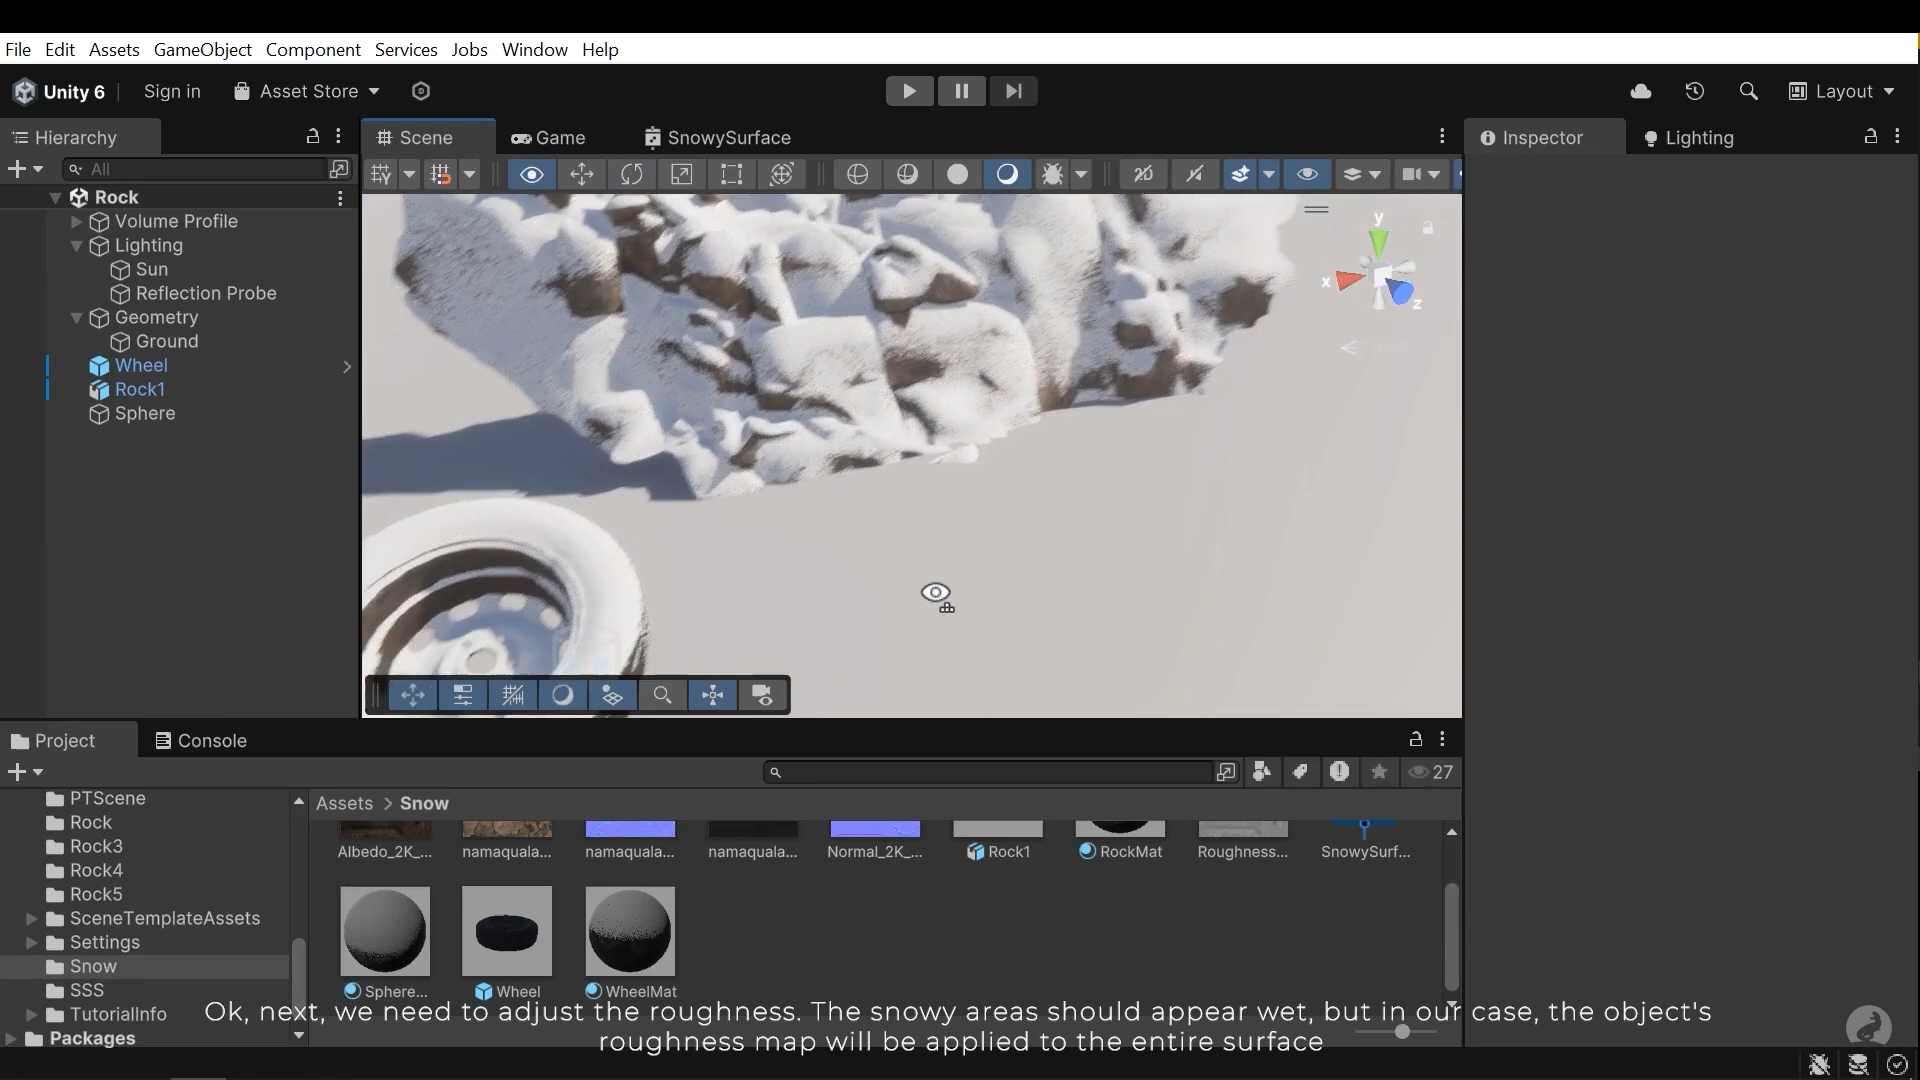 File Edit Assets GameObject Component Services Jobs Window Help
Unity 6 Sign in Asset Store Layout
Hierarchy Scene Game SnowySurface Inspector Lighting
All
Rock
Volume Profile
Lighting
Sun
Reflection Probe
Geometry
Ground
Wheel
Rock1
Sphere
y
x
z
Project Console
27
PTScene
Rock
Rock3
Rock4
Rock5
SceneTemplateAssets
Settings
Snow
SSS
TutorialInfo
Packages
Assets > Snow
Albedo_2K_... namaquala... namaquala... namaquala... Normal_2K_... Rock1 RockMat Roughness... SnowySurf...
Sphere... Wheel WheelMat
Ok, next, we need to adjust the roughness. The snowy areas should appear wet, but in our case, the object's
roughness map will be applied to the entire surface